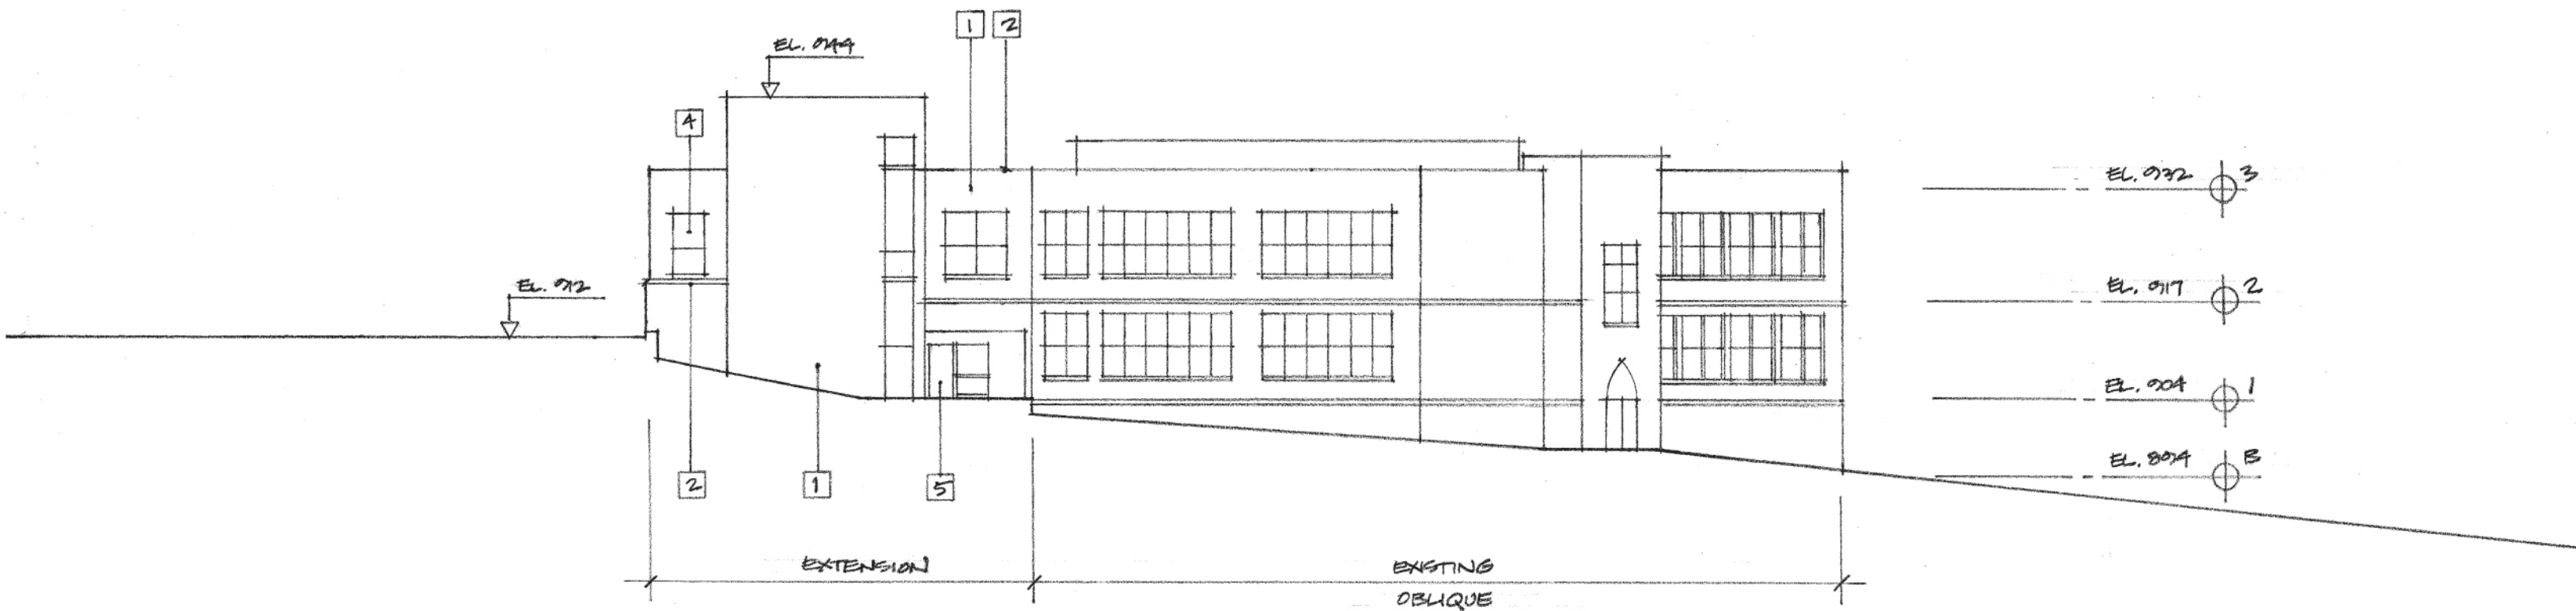 1 2
EL. 944
4
EL. 932 3
EL. 912
EL. 917 2
EL. 904 1
EL. 894 B
2 1 5
EXTENSION
EXISTING
OBLIQUE